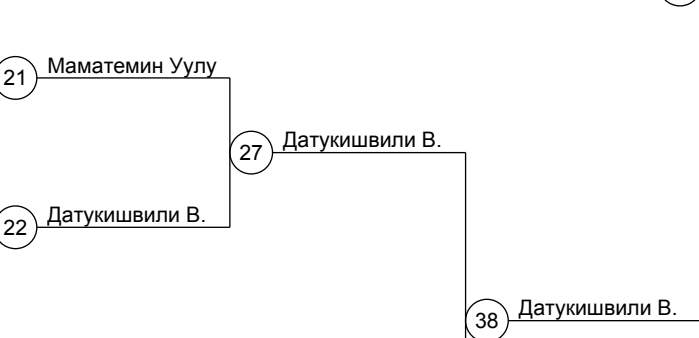 21 Маматемин Уулу
27 Датукишвили В.
22 Датукишвили В.
38 Датукишвили В.